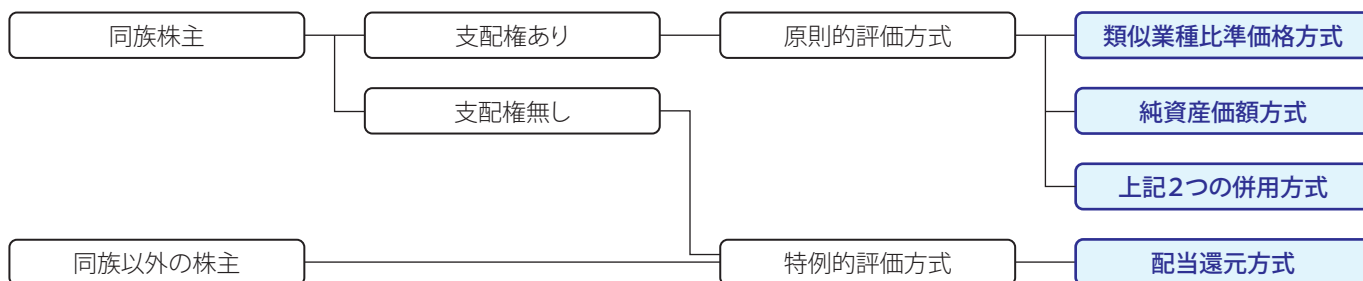 同族株主
支配権あり
原則的評価方式
類似業種比準価格方式
支配権無し
純資産価額方式
上記2つの併用方式
同族以外の株主
特例的評価方式
配当還元方式